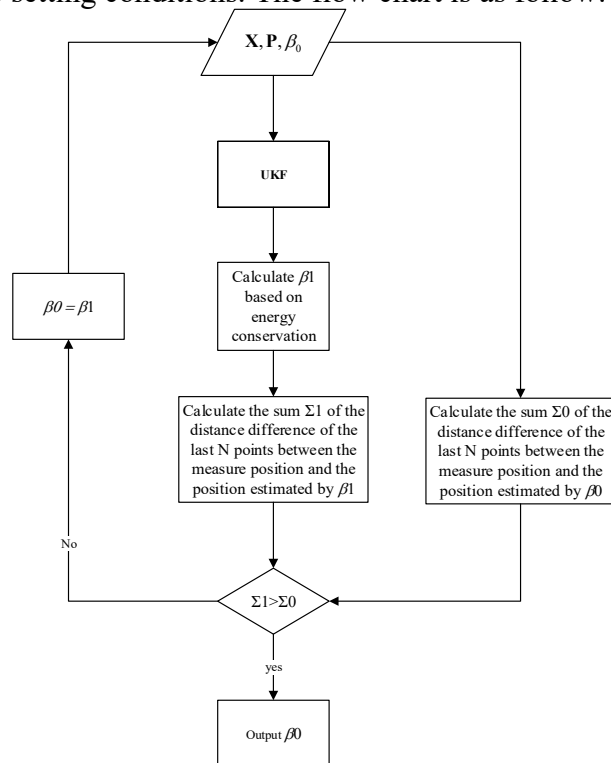 setting conditions. The flow chart is as follow:
X, P, β₀
UKF
Calculate β1
based on
energy
conservation
β0 = β1
Calculate the sum Σ1 of the
distance difference of the
last N points between the
measure position and the
position estimated by β1
Calculate the sum Σ0 of the
distance difference of the
last N points between the
measure position and the
position estimated by β0
No
Σ1>Σ0
yes
Output β0